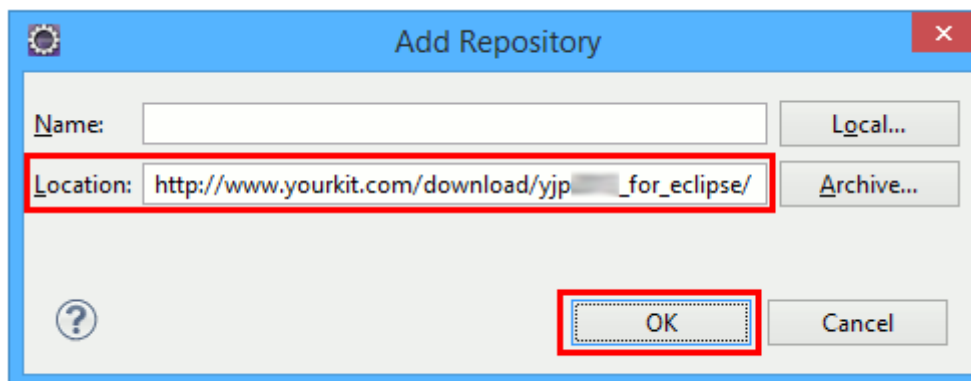 Add Repository
Name:
Local...
Location: http://www.yourkit.com/download/yjp _for_eclipse/
Archive...
?
OK
Cancel